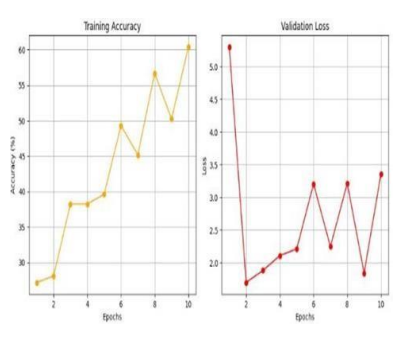 Training Accuracy
Accuracy (%)
60
55
50
45
40
35
30
2 4 6 8 10
Epochs
Validation Loss
Loss
5.0
4.5
4.0
3.5
3.0
2.5
2.0
2 4 6 8 10
Epochs